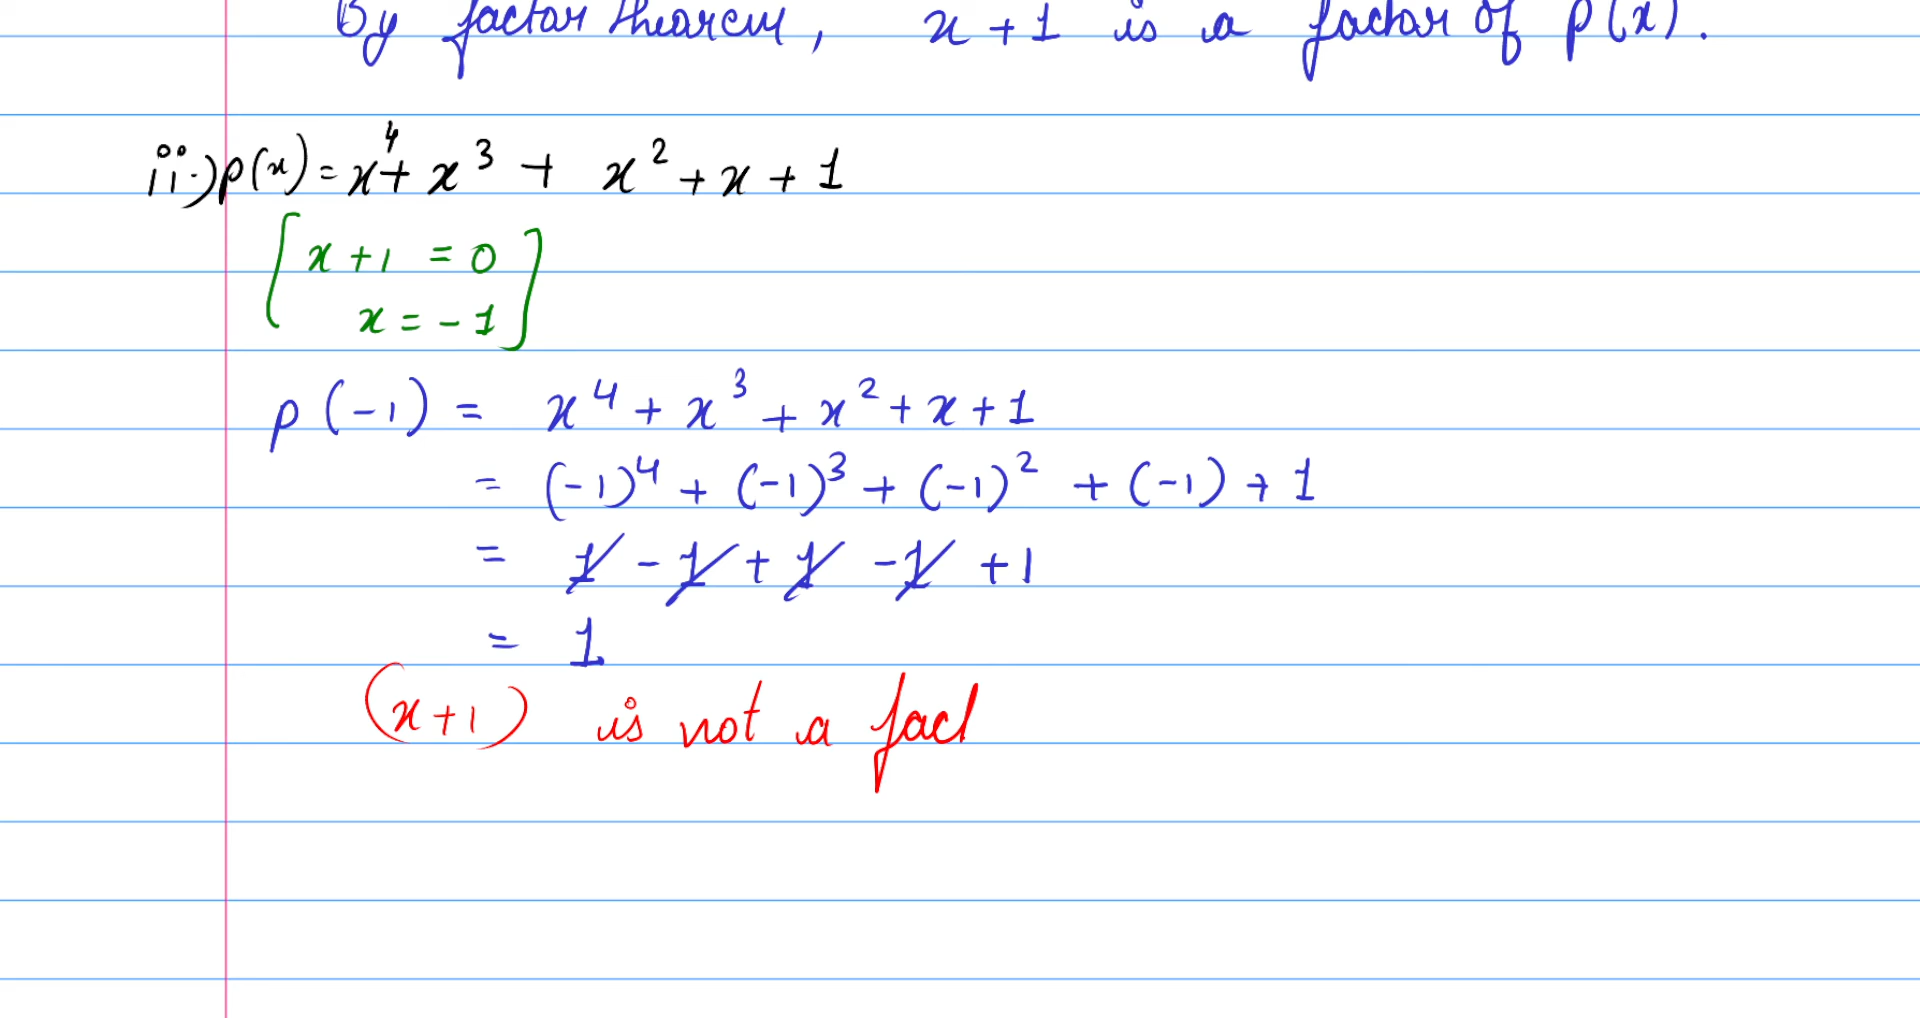 By factor thearem, x + 1 is a factor of p(x).
ii.) p(x) = x⁴ + x³ + x² + x + 1
[x + 1 = 0
x = - 1]
p(-1) = x⁴ + x³ + x² + x + 1
= (-1)⁴ + (-1)³ + (-1)² + (-1) + 1
= 1 - 1 + 1 - 1 + 1
= 1.
(x+1) is not a fact